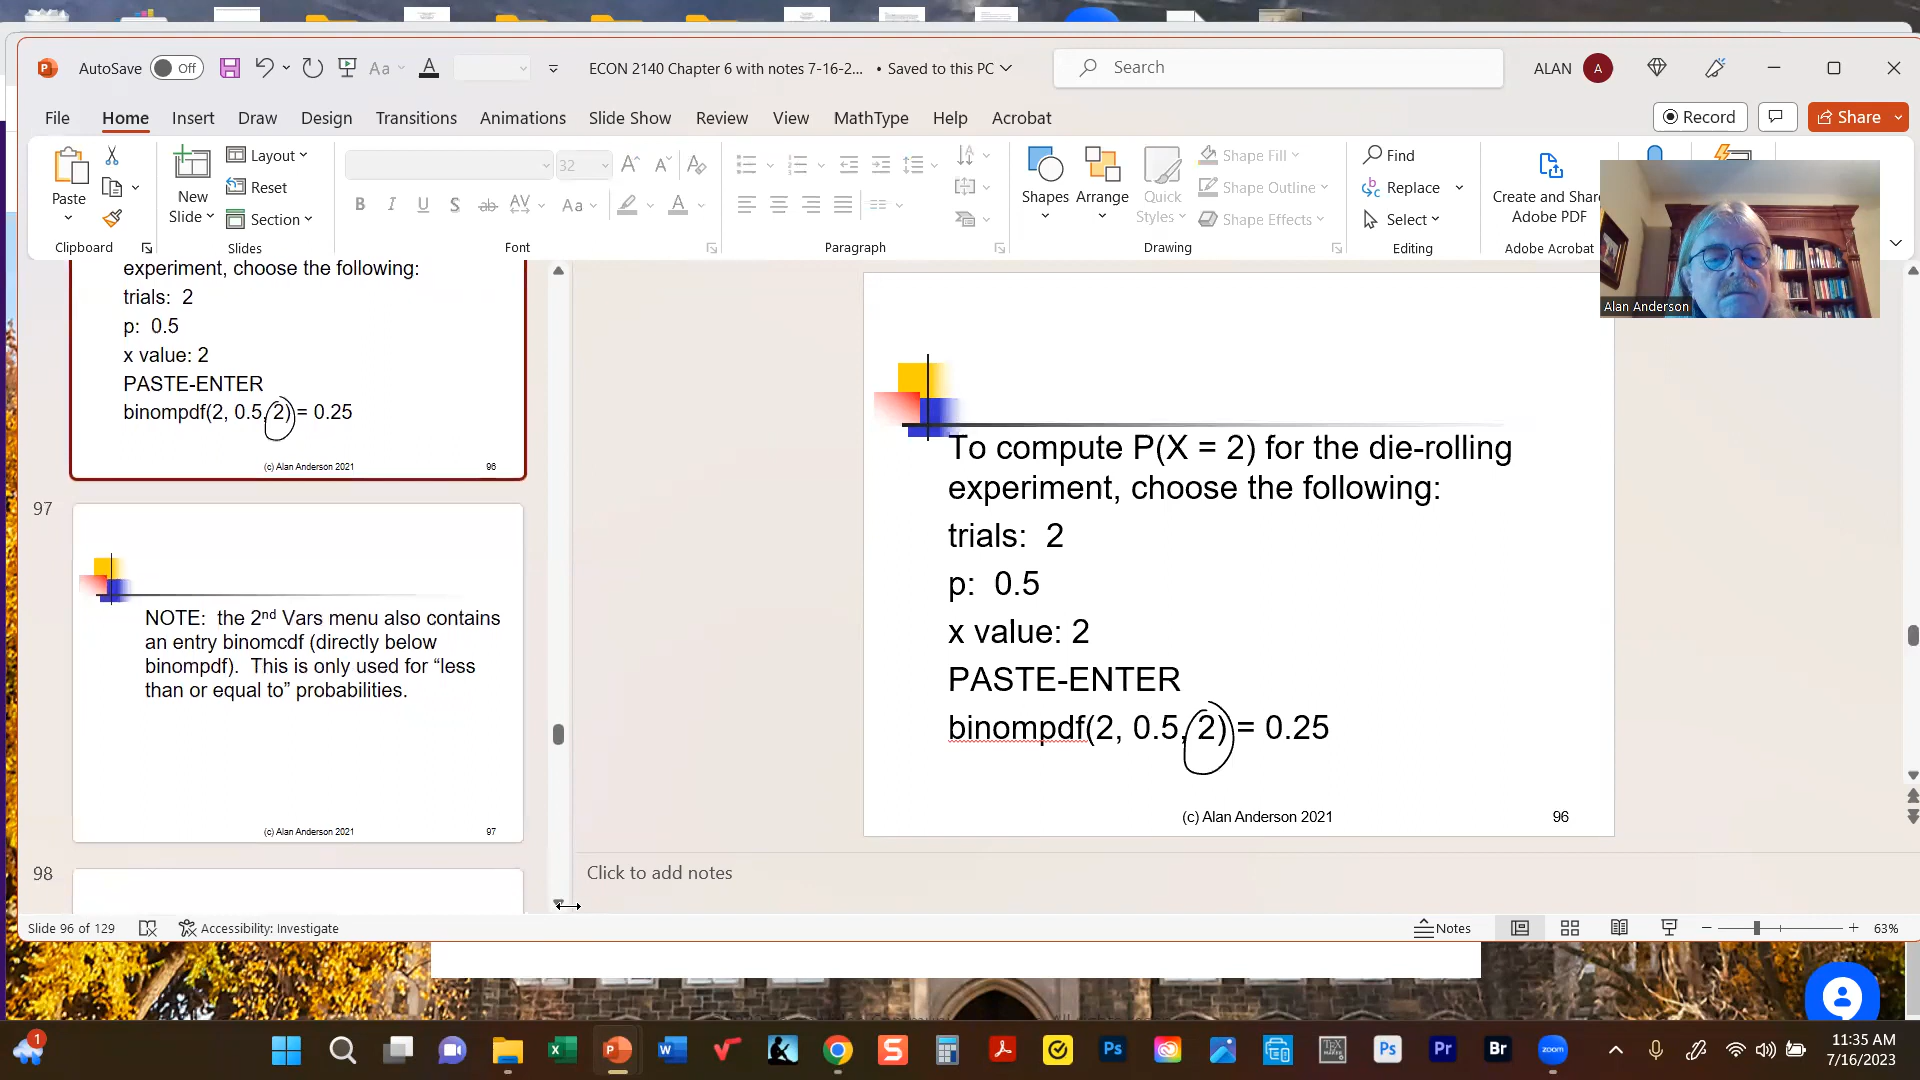 AutoSave Off
ECON 2140 Chapter 6 with notes 7-16-2... • Saved to this PC
Search
ALAN A
File Home Insert Draw Design Transitions Animations Slide Show Review View MathType Help Acrobat
Record
Share
Paste
New Slide
Layout
Reset
Section
32
Shapes
Arrange
Quick Styles
Shape Fill
Shape Outline
Shape Effects
Find
Replace
Select
Create and Share Adobe PDF
Clipboard
Slides
Font
Paragraph
Drawing
Editing
Adobe Acrobat
Alan Anderson
experiment, choose the following:
trials: 2
p: 0.5
x value: 2
PASTE-ENTER
binompdf(2, 0.5, 2) = 0.25
(c) Alan Anderson 2021 96
97
NOTE: the 2nd Vars menu also contains
an entry binomcdf (directly below
binompdf). This is only used for “less
than or equal to” probabilities.
(c) Alan Anderson 2021 97
98
To compute P(X = 2) for the die-rolling
experiment, choose the following:
trials: 2
p: 0.5
x value: 2
PASTE-ENTER
binompdf(2, 0.5, 2) = 0.25
(c) Alan Anderson 2021 96
Click to add notes
Slide 96 of 129
Accessibility: Investigate
Notes
63%
11:35 AM
7/16/2023